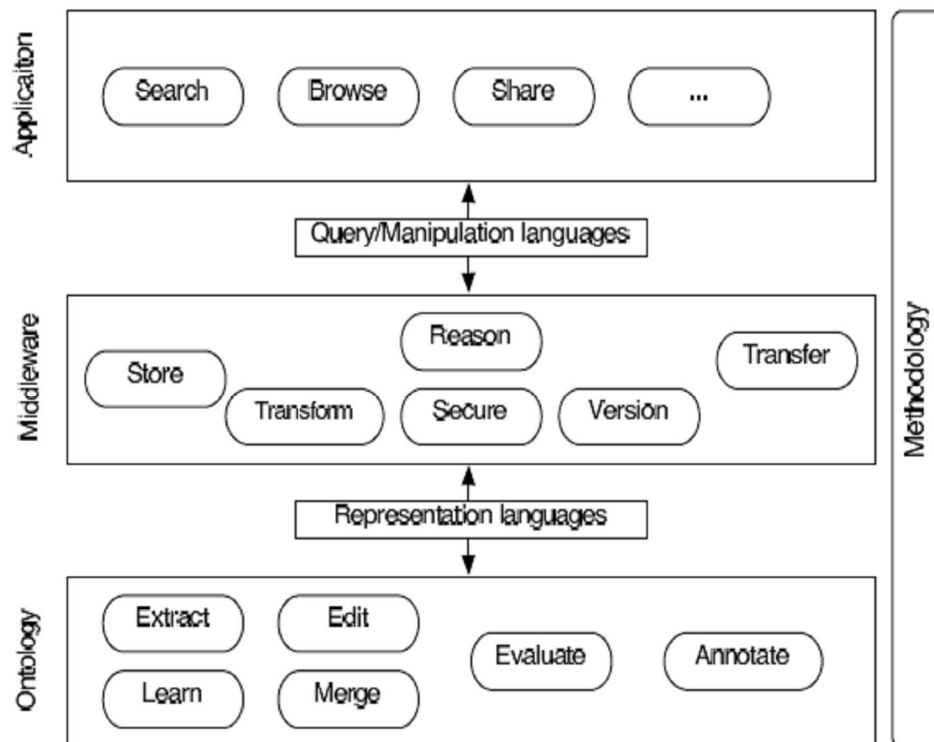 Applicaiton
Search
Browse
Share
...
Query/Manipulation languages
Middleware
Store
Transform
Reason
Secure
Version
Transfer
Representation languages
Ontology
Extract
Edit
Learn
Merge
Evaluate
Annotate
Methodology